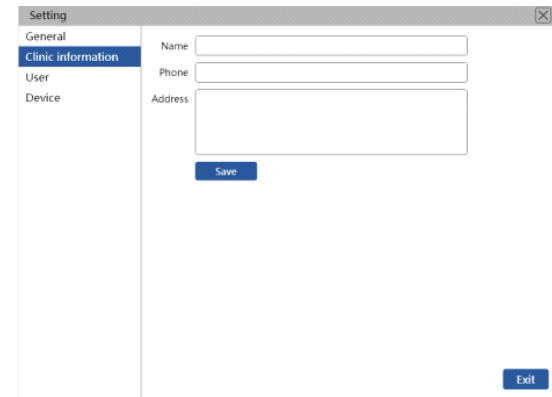 Setting
General
Clinic information
User
Device
Name
Phone
Address
Save
Exit